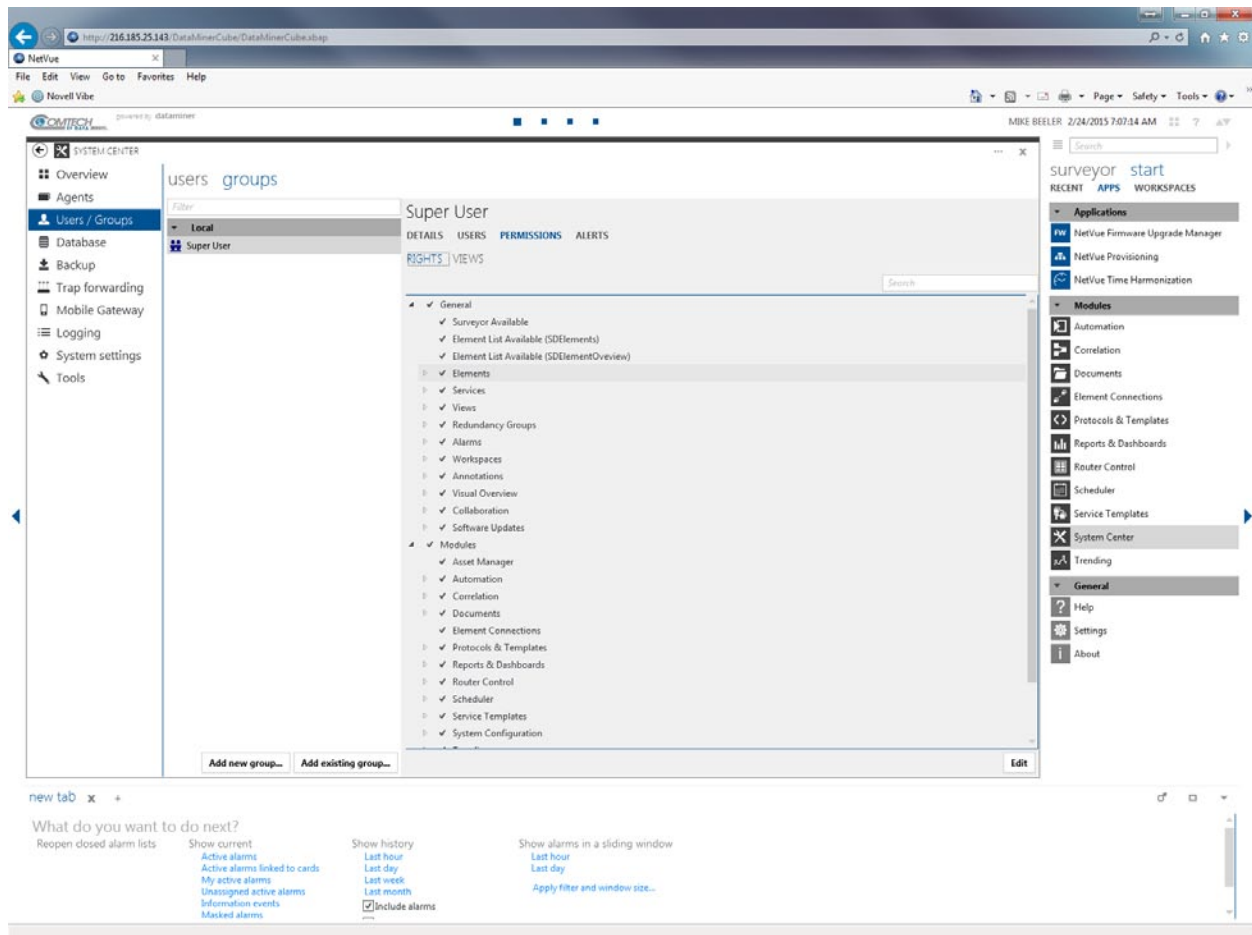 http://216.185.25.143/DataMinerCube/DataMinerCube.xbap
NetVue x
File Edit View Go to Favorites Help
Novell Vibe
Page Safety Tools
COMTECH
EF DATA powered by dataminer
MIKE BEELER 2/24/2015 7:07:14 AM ?
SYSTEM CENTER
... x
Overview
Agents
Users / Groups
Database
Backup
Trap forwarding
Mobile Gateway
Logging
System settings
Tools
users groups
Filter
Local
Super User
Add new group...
Add existing group...
Super User
DETAILS USERS PERMISSIONS ALERTS
RIGHTS VIEWS
Search
General
Surveyor Available
Element List Available (SDElements)
Element List Available (SDElementOveview)
Elements
Services
Views
Redundancy Groups
Alarms
Workspaces
Annotations
Visual Overview
Collaboration
Software Updates
Modules
Asset Manager
Automation
Correlation
Documents
Element Connections
Protocols & Templates
Reports & Dashboards
Router Control
Scheduler
Service Templates
System Configuration
Edit
Search
surveyor start
RECENT APPS WORKSPACES
Applications
FW NetVue Firmware Upgrade Manager
NetVue Provisioning
NetVue Time Harmonization
Modules
Automation
Correlation
Documents
Element Connections
Protocols & Templates
Reports & Dashboards
Router Control
Scheduler
Service Templates
System Center
Trending
General
? Help
Settings
i About
new tab x +
What do you want to do next?
Reopen closed alarm lists
Show current
Active alarms
Active alarms linked to cards
My active alarms
Unassigned active alarms
Information events
Masked alarms
Show history
Last hour
Last day
Last week
Last month
Include alarms
Show alarms in a sliding window
Last hour
Last day
Apply filter and window size...